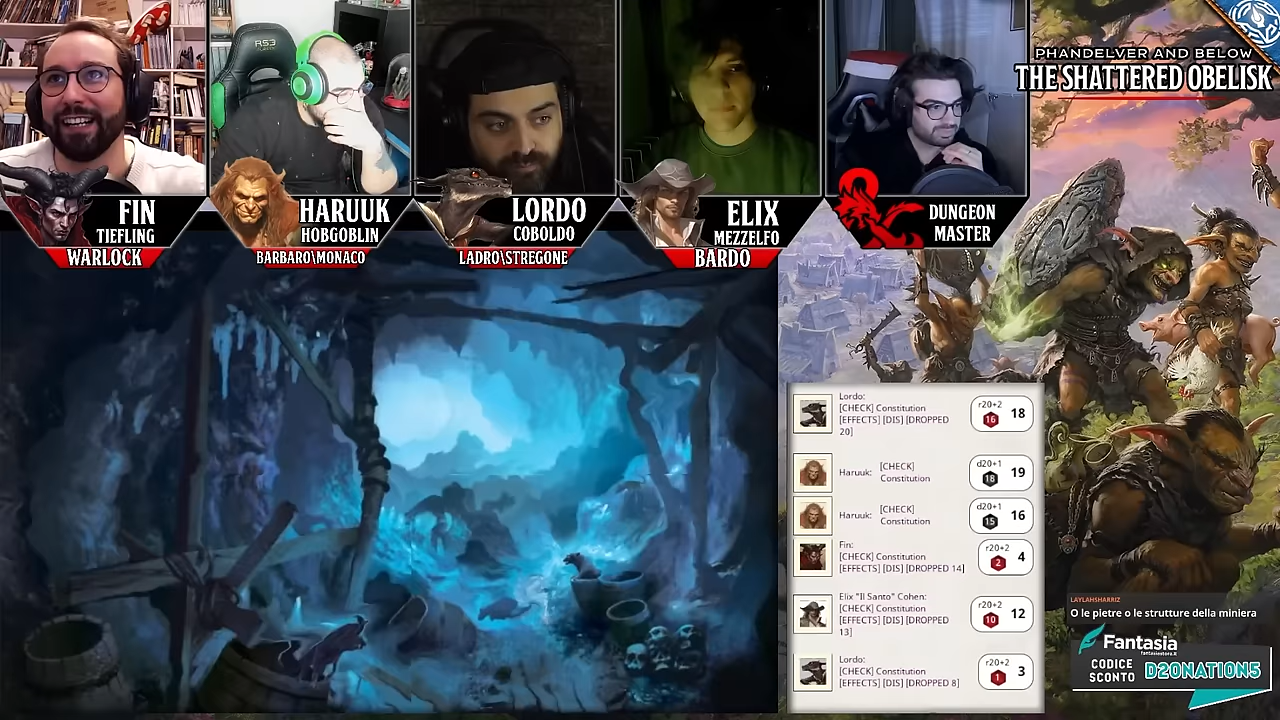 PHANDELVER AND BELOW
THE SHATTERED OBELISK
RS3
FIN
TIEFLING
WARLOCK
HARUUK
HOBGOBLIN
BARBARO\MONACO
LORDO
COBOLDO
LADRO\STREGONE
ELIX
MEZZELFO
BARDO
DUNGEON
MASTER
Lordo:
[CHECK] Constitution
[EFFECTS] [DIS] [DROPPED
20]
r20+2
16
18
Haruuk:
[CHECK]
Constitution
d20+1
18
19
Haruuk:
[CHECK]
Constitution
d20+1
15
16
Fin:
[CHECK] Constitution
[EFFECTS] [DIS] [DROPPED 14]
r20+2
2
4
Elix "Il Santo" Cohen:
[CHECK] Constitution
[EFFECTS] [DIS] [DROPPED
13]
r20+2
10
12
Lordo:
[CHECK] Constitution
[EFFECTS] [DIS] [DROPPED 8]
r20+2
1
3
LAYLAHSHARRIZ
O le pietre o le strutture della miniera
Fantasia
fantasiastore.it
CODICE
SCONTO
D20NATION5